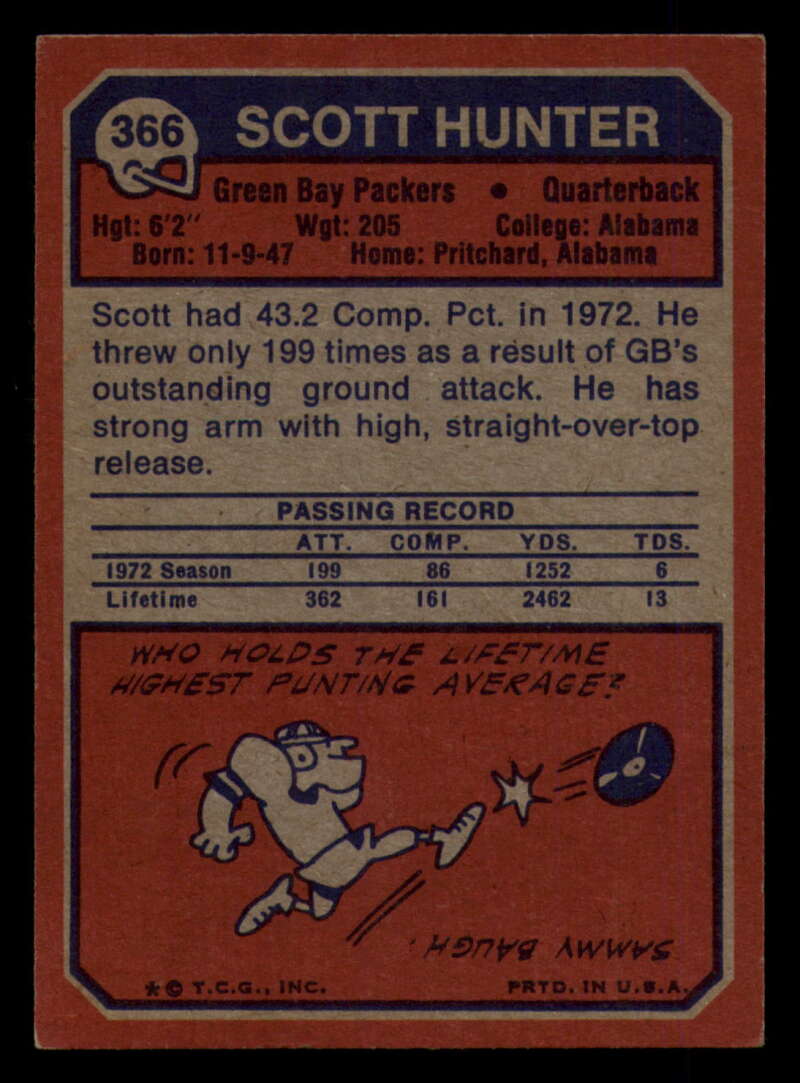 366 SCOTT HUNTER
Green Bay Packers • Quarterback
Hgt: 6'2" Wgt: 205 College: Alabama
Born: 11-9-47 Home: Pritchard, Alabama
Scott had 43.2 Comp. Pct. in 1972. He
threw only 199 times as a result of GB's
outstanding ground attack. He has
strong arm with high, straight-over-top
release.
PASSING RECORD
ATT. COMP. YDS. TDS.
1972 Season 199 86 1252 6
Lifetime 362 161 2462 13
WHO HOLDS THE LIFETIME
HIGHEST PUNTING AVERAGE?
SAMMY BAUGH.
* © T.C.G., INC. PRTD. IN U.S.A.